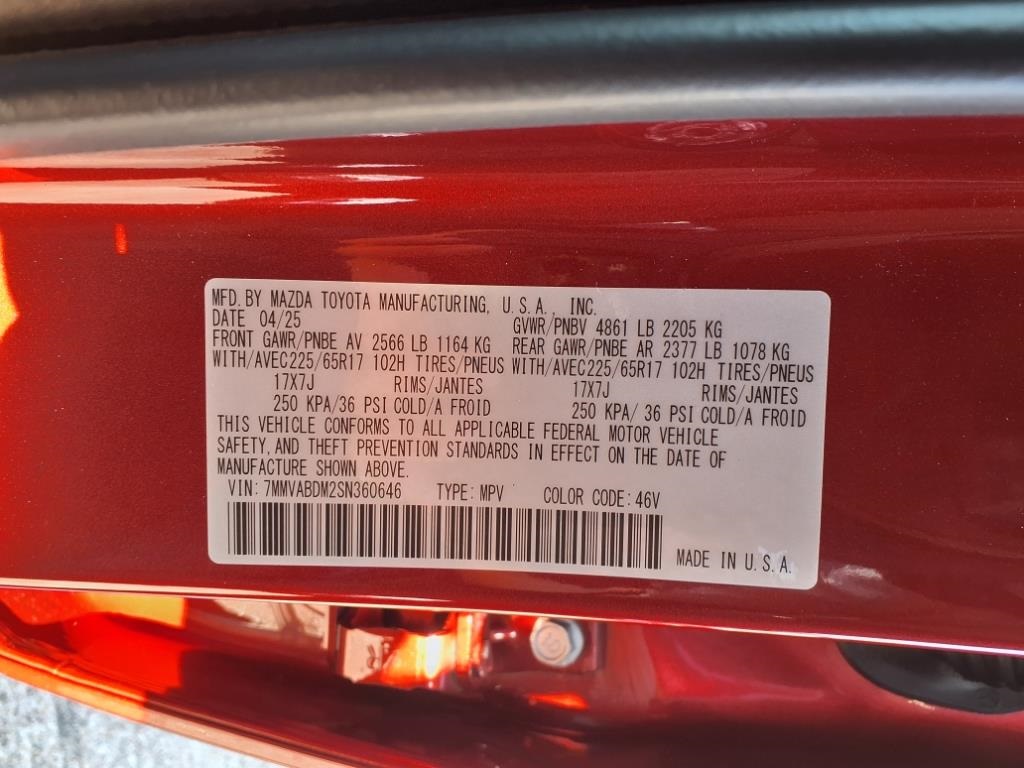 MFD. BY MAZDA TOYOTA MANUFACTURING, U. S. A., INC.
DATE 04/25 GVWR/PNBV 4861 LB 2205 KG
FRONT GAWR/PNBE AV 2566 LB 1164 KG REAR GAWR/PNBE AR 2377 LB 1078 KG
WITH/AVEC225/65R17 102H TIRES/PNEUS WITH/AVEC225/65R17 102H TIRES/PNEUS
17X7J RIMS/JANTES 17X7J RIMS/JANTES
250 KPA/36 PSI COLD/A FROID 250 KPA/ 36 PSI COLD/A FROID
THIS VEHICLE CONFORMS TO ALL APPLICABLE FEDERAL MOTOR VEHICLE
SAFETY, AND THEFT PREVENTION STANDARDS IN EFFECT ON THE DATE OF
MANUFACTURE SHOWN ABOVE.
VIN: 7MMVABDM2SN360646 TYPE: MPV COLOR CODE: 46V
MADE IN U. S. A.